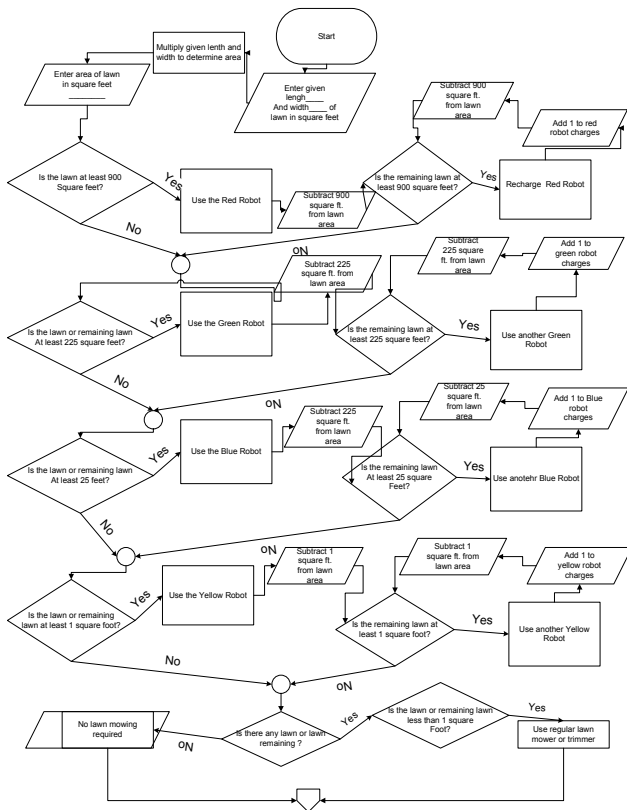 Start
Multiply given lenth and
width to determine area
Enter area of lawn
in square feet
_______
Enter given
lengh____
And width____ of
lawn in square feet
Subtract 900
square ft.
from lawn
area
Add 1 to red
robot charges
Is the lawn at least 900
Square feet?
Yes
Use the Red Robot
Subtract 900
square ft.
from lawn
area
Is the remaining lawn at
least 900 square feet?
Yes
Recharge Red Robot
No
No
Subtract 225
square ft. from
lawn area
Subtract 225
square ft.
from lawn
area
Add 1 to
green robot
charges
Is the lawn or remaining lawn
At least 225 square feet?
Yes
Use the Green Robot
Is the remaining lawn at
least 225 square feet?
Yes
Use another Green
Robot
No
No
Subtract 225
square ft.
from lawn
area
Subtract 25
square ft.
from lawn
area
Add 1 to Blue
robot
charges
Is the lawn or remaining lawn
At least 25 feet?
Yes
Use the Blue Robot
Is the remaining lawn
At least 25 square
Feet?
Yes
Use anotehr Blue Robot
No
No
Subtract 1
square ft.
from lawn
area
Subtract 1
square ft. from
lawn area
Add 1 to
yellow robot
charges
Is the lawn or remaining
lawn at least 1 square foot?
Yes
Use the Yellow Robot
Is the remaining lawn at
least 1 square foot?
Yes
Use another Yellow
Robot
No
No
No lawn mowing
required
No
Is there any lawn or lawn
remaining ?
Yes
Is the lawn or remaining lawn
less than 1 square
Foot?
Yes
Use regular lawn
mower or trimmer